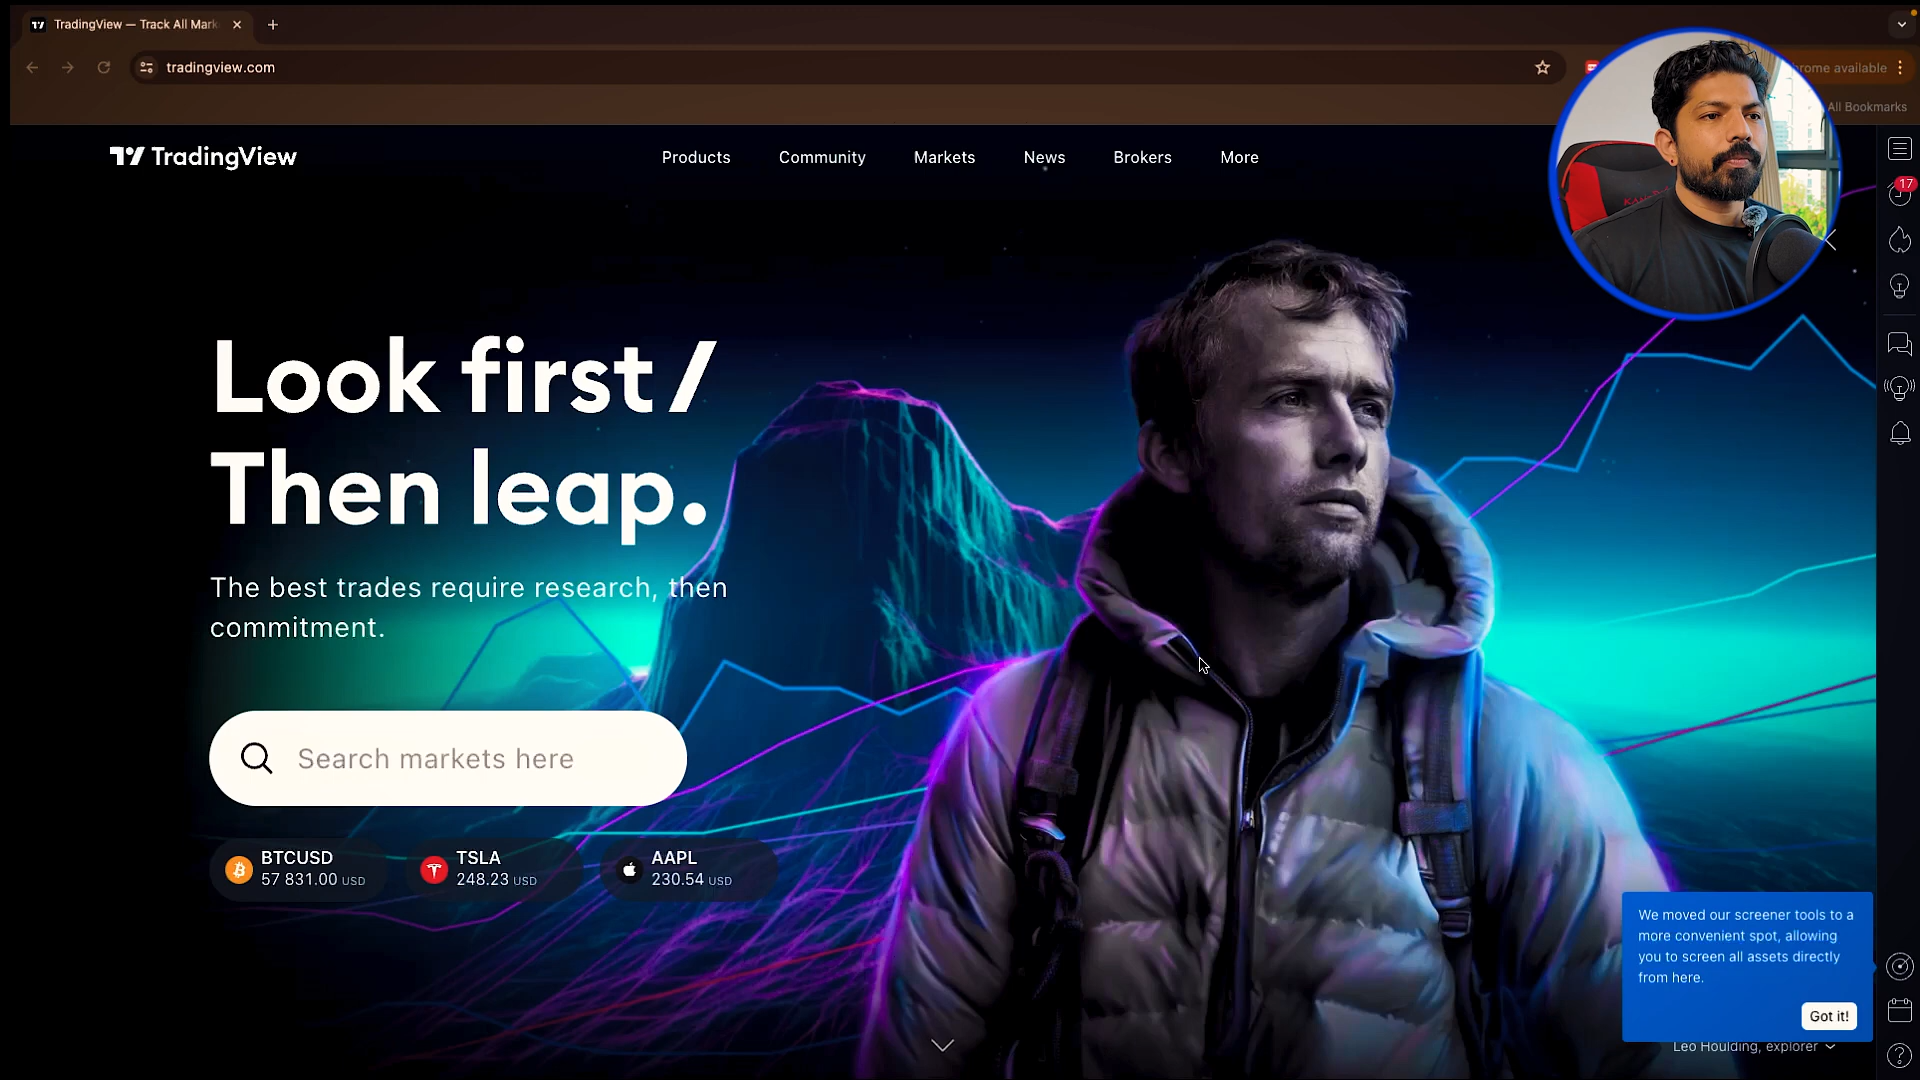 TradingView — Track All Mark
tradingview.com
hrome available
All Bookmarks
TradingView
Products
Community
Markets
News
Brokers
More
17
Look first /
Then leap.
The best trades require research, then
commitment.
Search markets here
BTCUSD
57 831.00 USD
TSLA
248.23 USD
AAPL
230.54 USD
We moved our screener tools to a
more convenient spot, allowing
you to screen all assets directly
from here.
Got it!
Leo Houlding, explorer